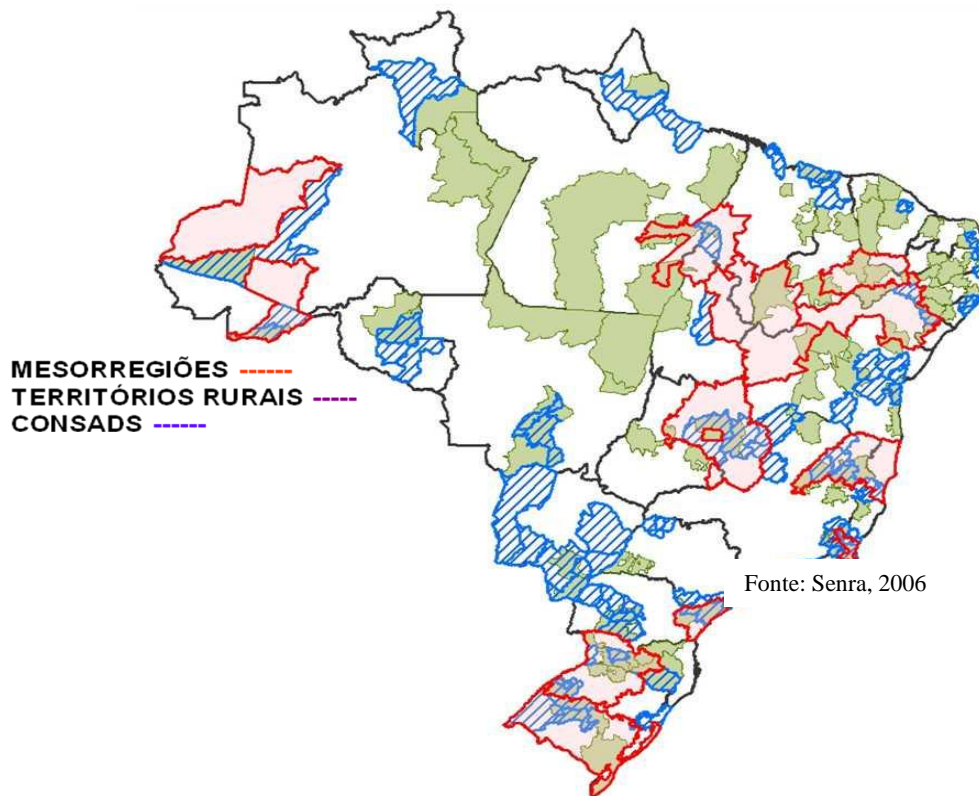 MESORREGIÕES ------
TERRITÓRIOS RURAIS -----
CONSADS ------
Fonte: Senra, 2006